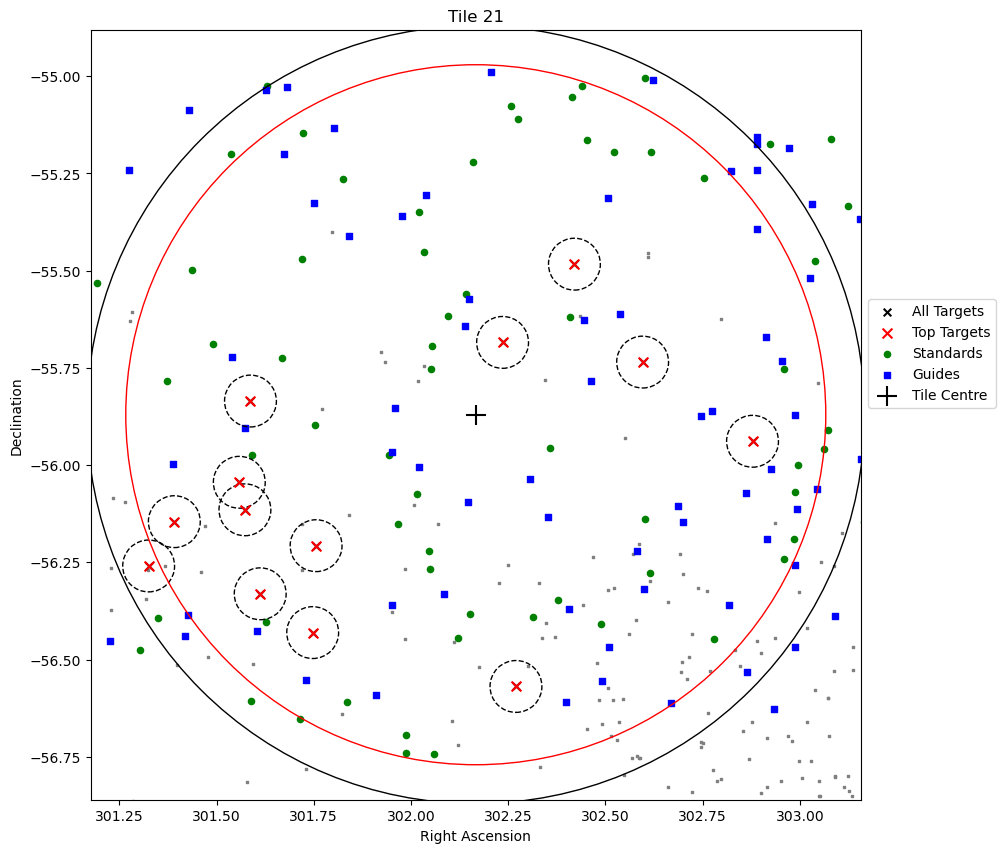 Tile 21
−55.00
−55.25
−55.50
−55.75
−56.00
−56.25
−56.50
−56.75
Declination
301.25 301.50 301.75 302.00 302.25 302.50 302.75 303.00
Right Ascension
All Targets
Top Targets
Standards
Guides
Tile Centre